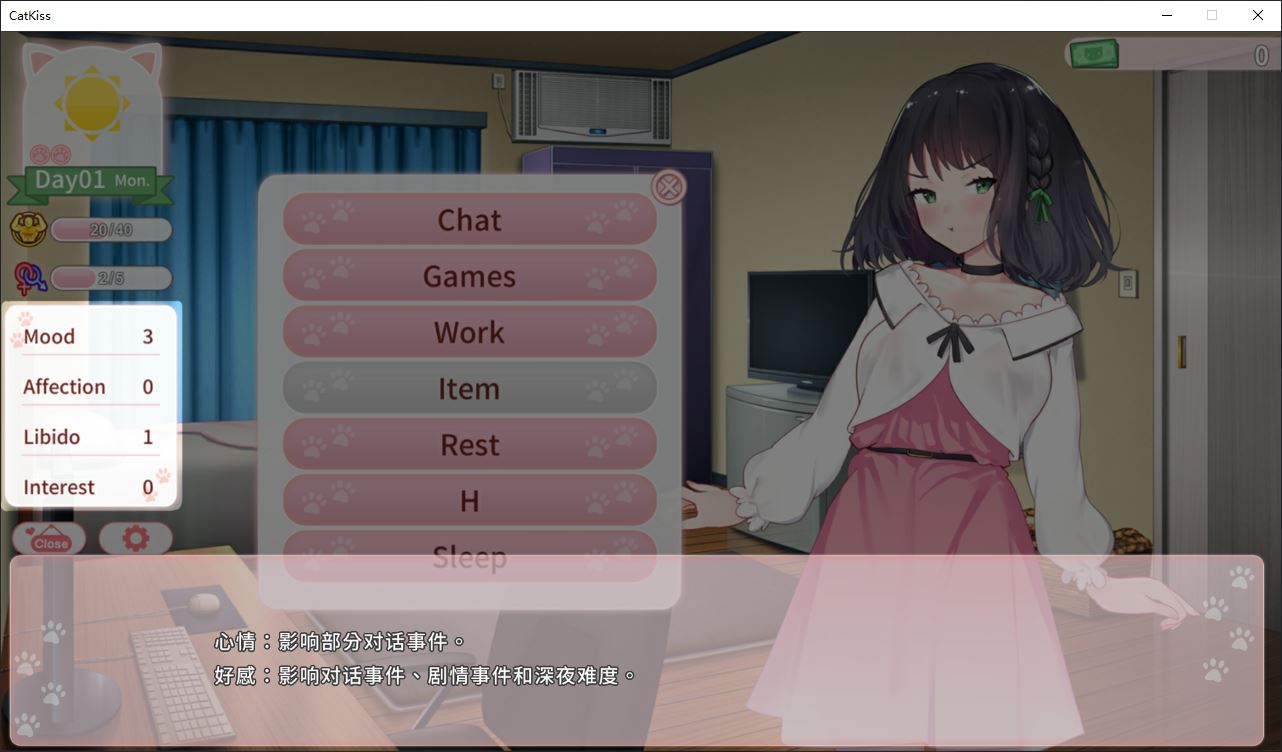 CatKiss
0
Day01 Mon.
20/40
2/5
Mood 3
Affection 0
Libido 1
Interest 0
Close
Chat
Games
Work
Item
Rest
H
Sleep
心情：影响部分对话事件。
好感：影响对话事件、剧情事件和深夜难度。